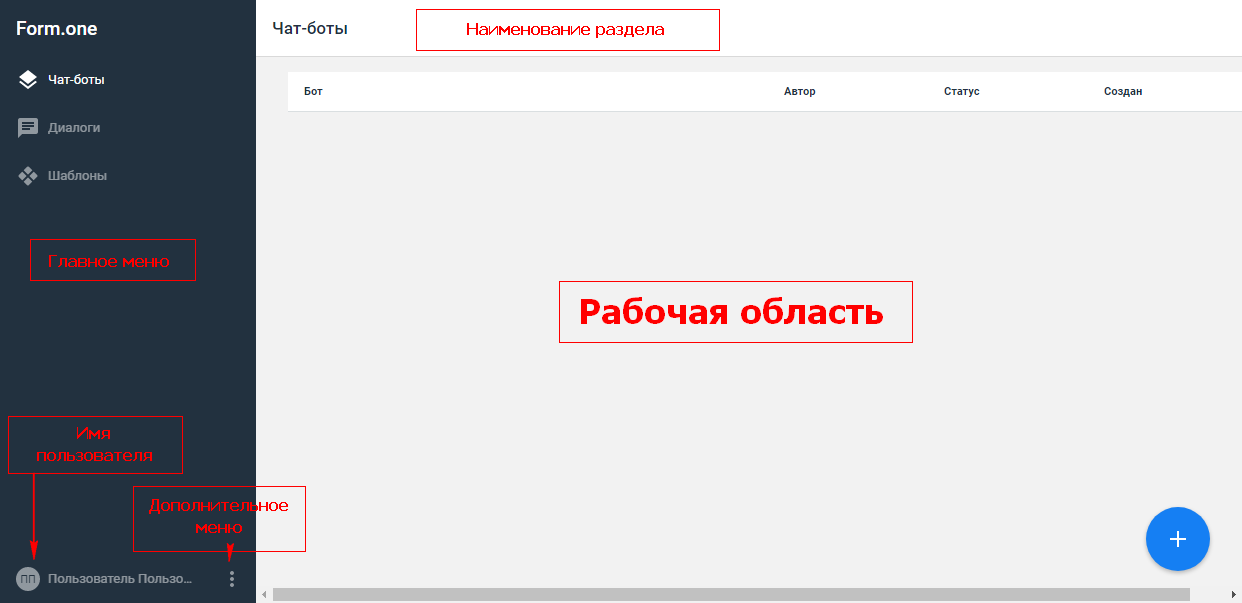 Form.one
Чат-боты
Диалоги
Шаблоны
Главное меню
Имя
пользователя
Дополнительное
меню
ПП Пользователь Пользо...
Чат-боты
Наименование раздела
Бот Автор Статус Создан
Рабочая область